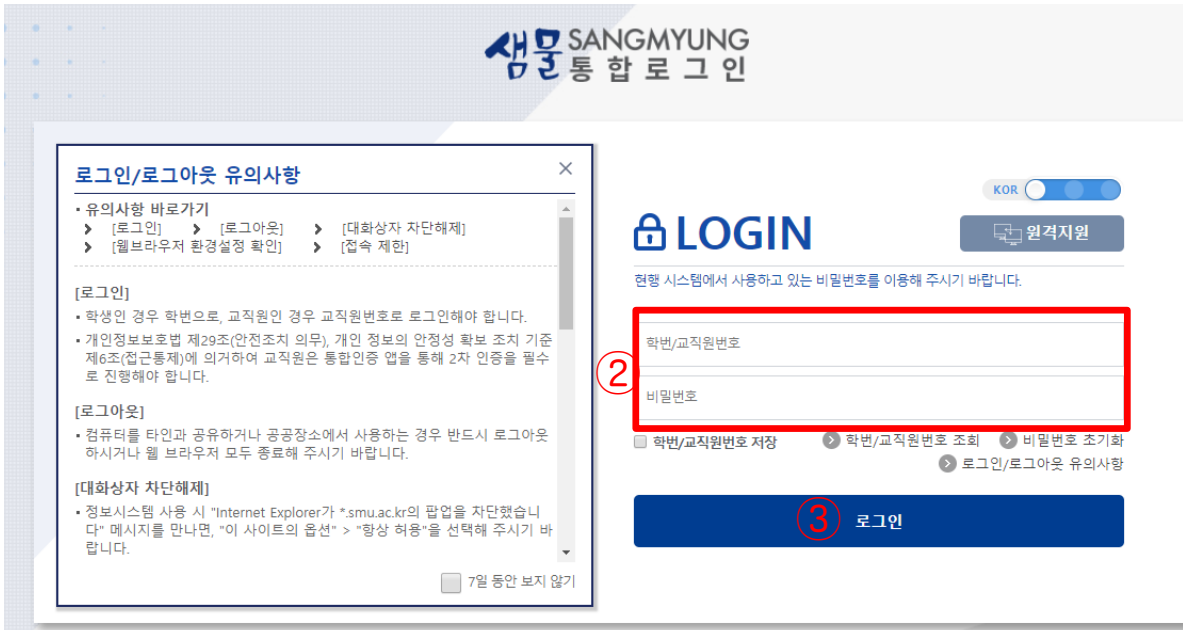 샘물 SANGMYUNG
통합로그인
로그인/로그아웃 유의사항 ×
• 유의사항 바로가기
[로그인] [로그아웃] [대화상자 차단해제]
[웹브라우저 환경설정 확인] [접속 제한]
[로그인]
• 학생인 경우 학번으로, 교직원인 경우 교직원번호로 로그인해야 합니다.
• 개인정보보호법 제29조(안전조치 의무), 개인 정보의 안정성 확보 조치 기준
제6조(접근통제)에 의거하여 교직원은 통합인증 앱을 통해 2차 인증을 필수
로 진행해야 합니다.
[로그아웃]
• 컴퓨터를 타인과 공유하거나 공공장소에서 사용하는 경우 반드시 로그아웃
하시거나 웹 브라우저 모두 종료해 주시기 바랍니다.
[대화상자 차단해제]
• 정보시스템 사용 시 "Internet Explorer가 *.smu.ac.kr의 팝업을 차단했습니
다" 메시지를 만나면, "이 사이트의 옵션" > "항상 허용"을 선택해 주시기 바
랍니다.
7일 동안 보지 않기
KOR
LOGIN
원격지원
현행 시스템에서 사용하고 있는 비밀번호를 이용해 주시기 바랍니다.
학번/교직원번호
②
비밀번호
학번/교직원번호 저장 학번/교직원번호 조회 비밀번호 초기화
로그인/로그아웃 유의사항
③ 로그인